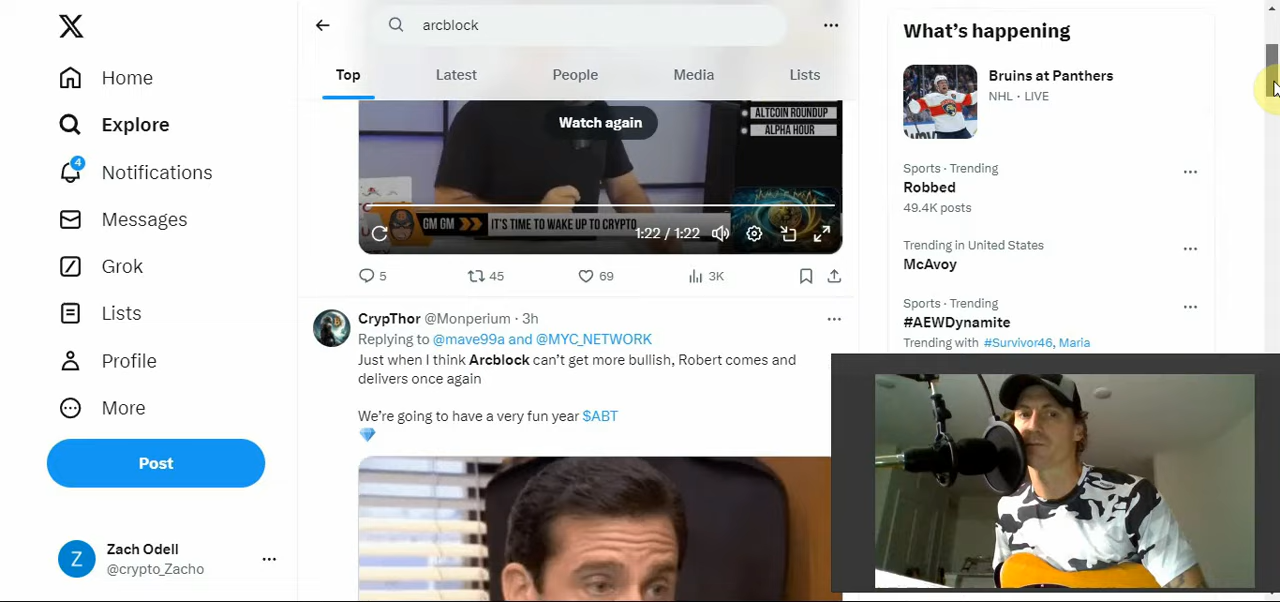 Home
Explore
4
Notifications
Messages
Grok
Lists
Profile
More
Post
Z
Zach Odell
@crypto_Zacho
arcblock
Top
Latest
People
Media
Lists
Watch again
ALTCOIN ROUNDUP
ALPHA HOUR
GM GM
IT'S TIME TO WAKE UP TO CRYPTO
1:22 / 1:22
5
45
69
3K
CrypThor @Monperium · 3h
Replying to @mave99a and @MYC_NETWORK
Just when I think Arcblock can't get more bullish, Robert comes and
delivers once again
We're going to have a very fun year $ABT
What's happening
Bruins at Panthers
NHL · LIVE
Sports · Trending
Robbed
49.4K posts
Trending in United States
McAvoy
Sports · Trending
#AEWDynamite
Trending with #Survivor46, Maria